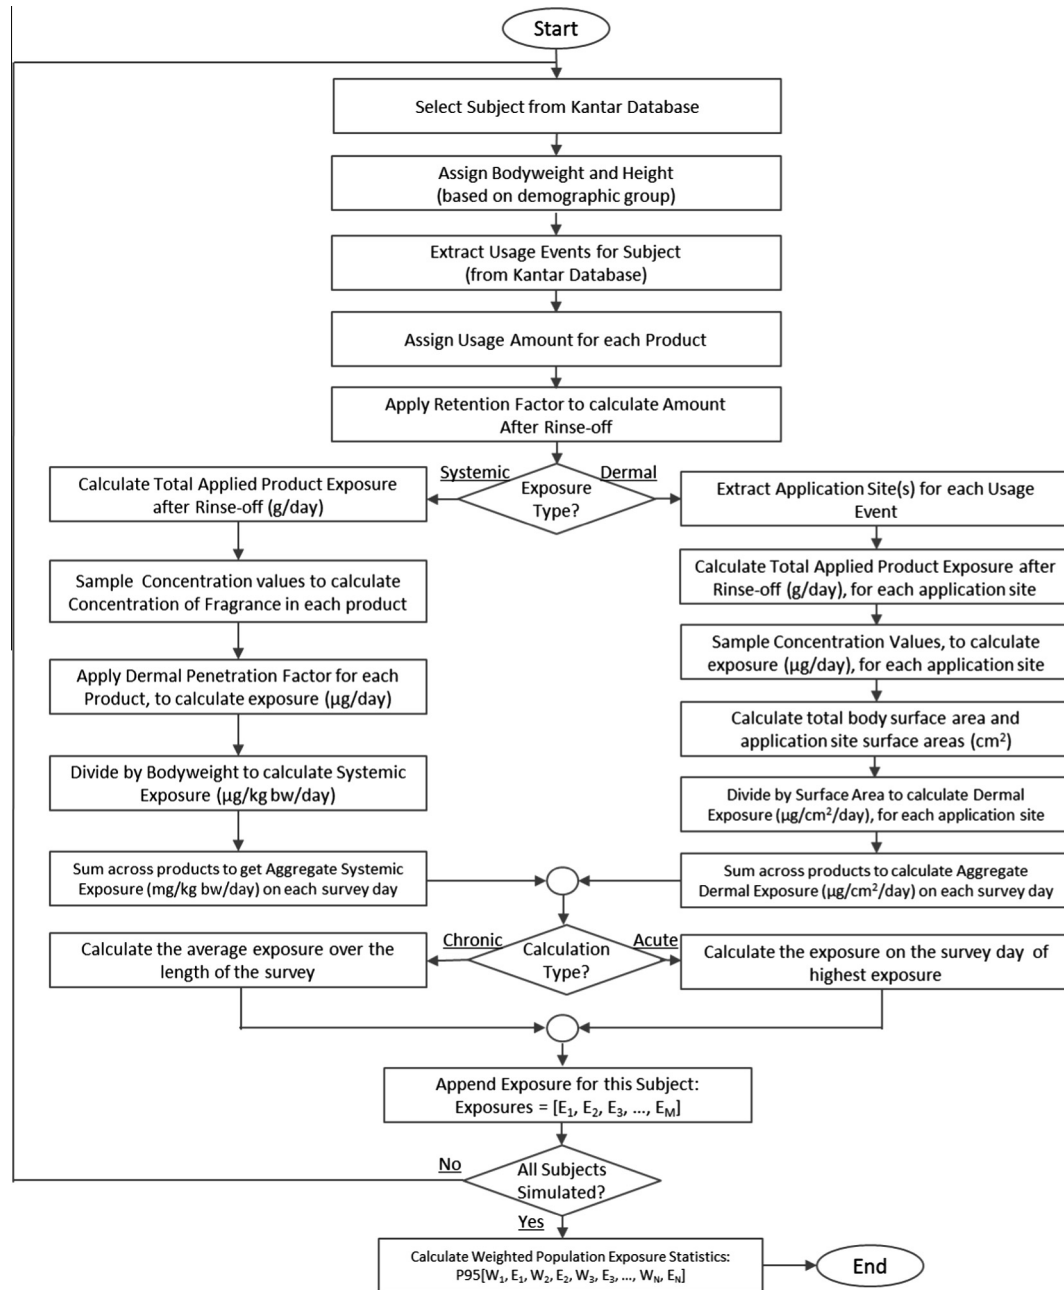 Start
Select Subject from Kantar Database
Assign Bodyweight and Height
(based on demographic group)
Extract Usage Events for Subject
(from Kantar Database)
Assign Usage Amount for each Product
Apply Retention Factor to calculate Amount
After Rinse-off
Systemic
Dermal
Exposure
Type?
Calculate Total Applied Product Exposure
after Rinse-off (g/day)
Sample Concentration values to calculate
Concentration of Fragrance in each product
Apply Dermal Penetration Factor for each
Product, to calculate exposure (µg/day)
Divide by Bodyweight to calculate Systemic
Exposure (µg/kg bw/day)
Sum across products to get Aggregate Systemic
Exposure (mg/kg bw/day) on each survey day
Extract Application Site(s) for each Usage
Event
Calculate Total Applied Product Exposure after
Rinse-off (g/day), for each application site
Sample Concentration Values, to calculate
exposure (µg/day), for each application site
Calculate total body surface area and
application site surface areas (cm²)
Divide by Surface Area to calculate Dermal
Exposure (µg/cm²/day), for each application site
Sum across products to calculate Aggregate
Dermal Exposure (µg/cm²/day) on each survey day
Chronic
Acute
Calculation
Type?
Calculate the average exposure over the
length of the survey
Calculate the exposure on the survey day of
highest exposure
Append Exposure for this Subject:
Exposures = [E₁, E₂, E₃, ..., E_M]
No
All Subjects
Simulated?
Yes
Calculate Weighted Population Exposure Statistics:
P95[W₁, E₁, W₂, E₂, W₃, E₃, ..., W_N, E_N]
End